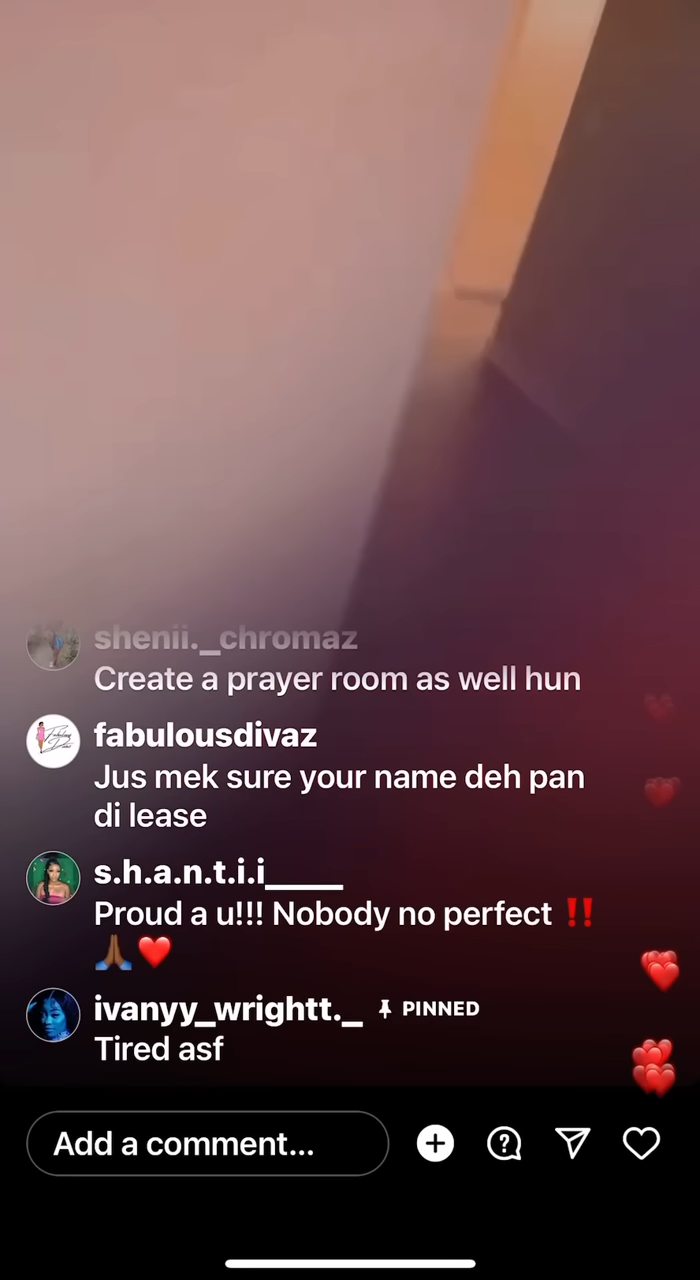 shenii._chromaz
Create a prayer room as well hun
fabulousdivaz
Jus mek sure your name deh pan
di lease
s.h.a.n.t.i.i____
Proud a u!!! Nobody no perfect ‼️
🙏🏾❤️
ivanyy_wrightt._ PINNED
Tired asf
Add a comment...